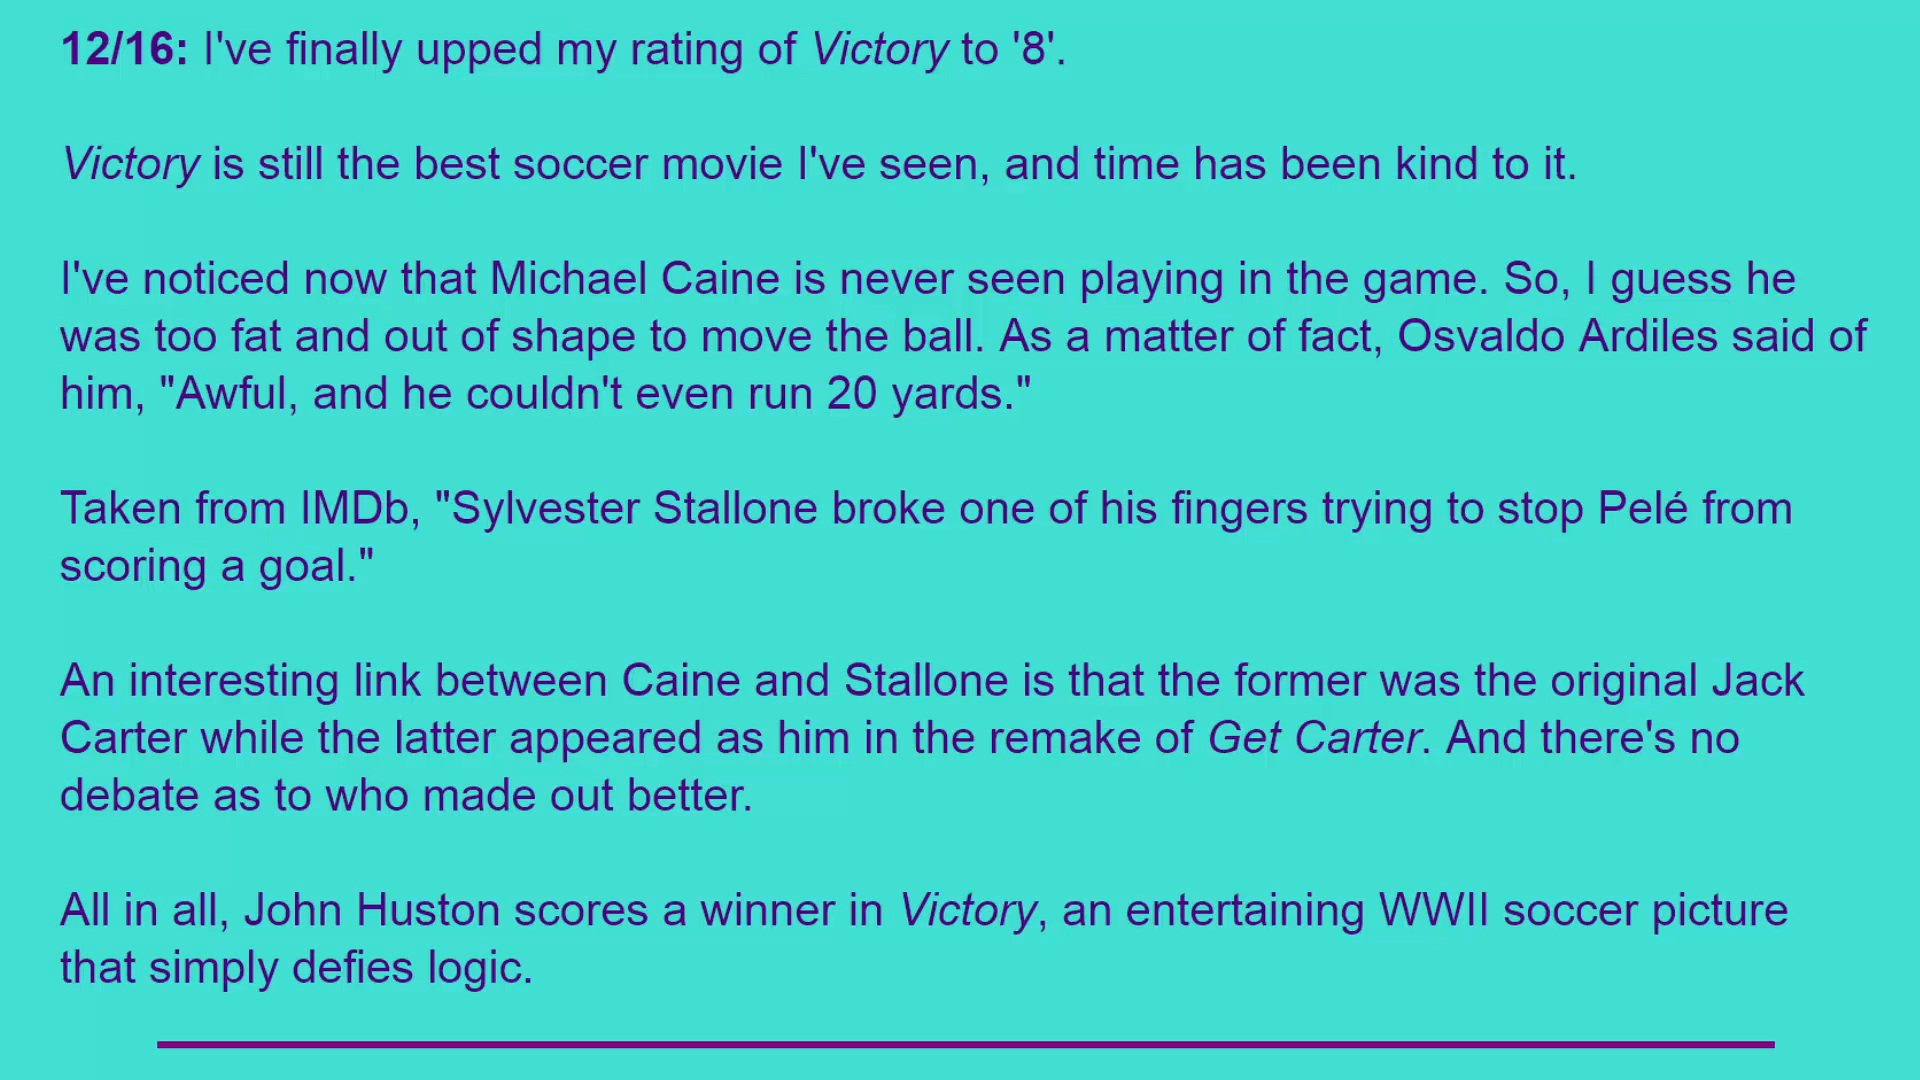 12/16: I've finally upped my rating of Victory to '8'.
Victory is still the best soccer movie I've seen, and time has been kind to it.
I've noticed now that Michael Caine is never seen playing in the game. So, I guess he
was too fat and out of shape to move the ball. As a matter of fact, Osvaldo Ardiles said of
him, "Awful, and he couldn't even run 20 yards."
Taken from IMDb, "Sylvester Stallone broke one of his fingers trying to stop Pelé from
scoring a goal."
An interesting link between Caine and Stallone is that the former was the original Jack
Carter while the latter appeared as him in the remake of Get Carter. And there's no
debate as to who made out better.
All in all, John Huston scores a winner in Victory, an entertaining WWII soccer picture
that simply defies logic.